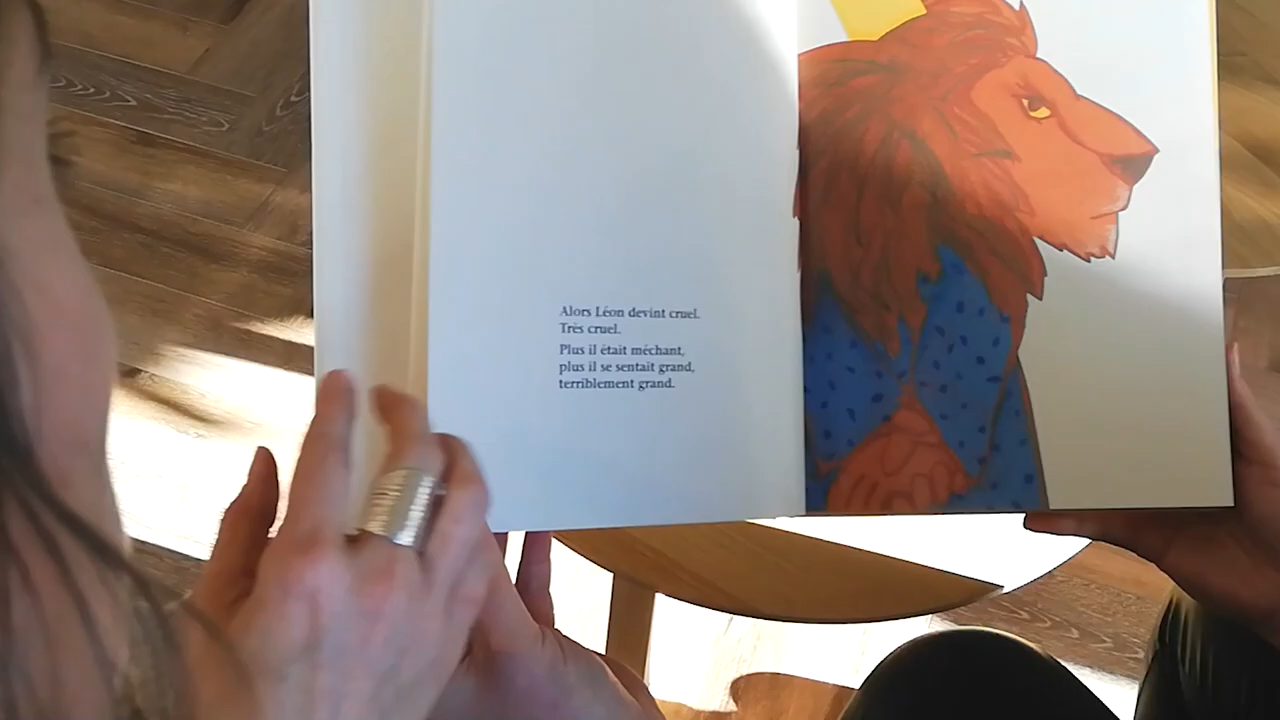 Alors Léon devint cruel.
Très cruel.
Plus il était méchant,
plus il se sentait grand,
terriblement grand.